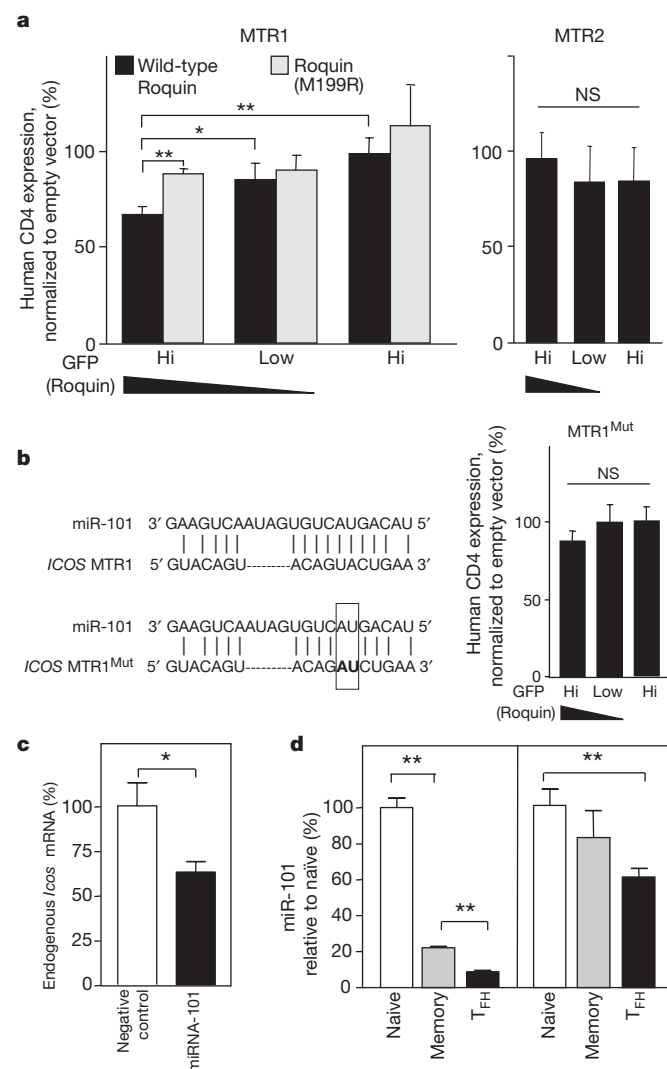 a
MTR1
MTR2
Human CD4 expression,
normalized to empty vector (%)
Wild-type
Roquin
Roquin
(M199R)
**
*
**
NS
100
50
0
100
50
0
GFP
(Roquin)
Hi
Low
Hi
Hi
Low
Hi
b
miR-101 3′ GAAGUCAAUAGUGUCAUGACAU 5′
ICOS MTR1 5′ GUACAGU---------ACAGUACUGAA 3′
miR-101 3′ GAAGUCAAUAGUGUCAUGACAU 5′
ICOS MTR1Mut 5′ GUACAGU---------ACAGAUCUGAA 3′
MTR1Mut
Human CD4 expression,
normalized to empty vector (%)
NS
100
50
0
GFP
(Roquin)
Hi
Low
Hi
c
Endogenous Icos mRNA (%)
*
100
75
25
0
Negative
control
miRNA-101
d
miR-101
relative to naïve (%)
**
**
**
100
80
60
40
20
0
Naive
Memory
TFH
Naive
Memory
TFH